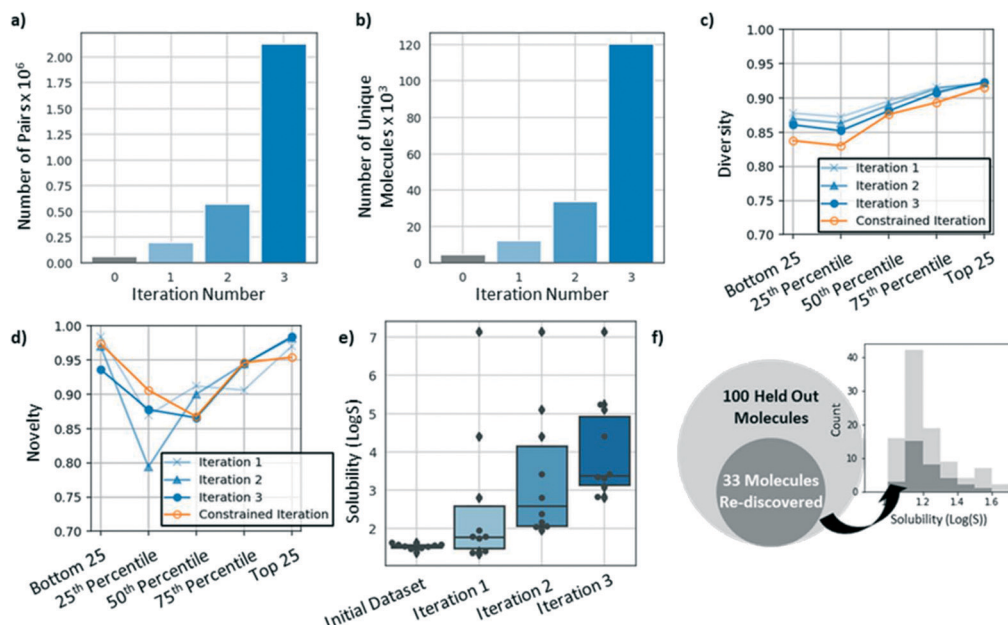 a)
Number of Pairs x 10⁶
2.00
1.75
1.50
1.25
1.00
0.75
0.50
0.25
0.00
0 1 2 3
Iteration Number
b)
Number of Unique
Molecules x 10³
120
100
80
60
40
20
0
0 1 2 3
Iteration Number
c)
Diversity
1.00
0.95
0.90
0.85
0.80
0.75
0.70
Iteration 1
Iteration 2
Iteration 3
Constrained Iteration
Bottom 25
25th Percentile
50th Percentile
75th Percentile
Top 25
d)
Novelty
1.00
0.95
0.90
0.85
0.80
0.75
0.70
Iteration 1
Iteration 2
Iteration 3
Constrained Iteration
Bottom 25
25th Percentile
50th Percentile
75th Percentile
Top 25
e)
Solubility (LogS)
7
6
5
4
3
2
Initial Dataset
Iteration 1
Iteration 2
Iteration 3
f)
100 Held Out
Molecules
33 Molecules
Re-discovered
Count
40
30
20
10
0
1.2 1.4 1.6
Solubility (Log(S))